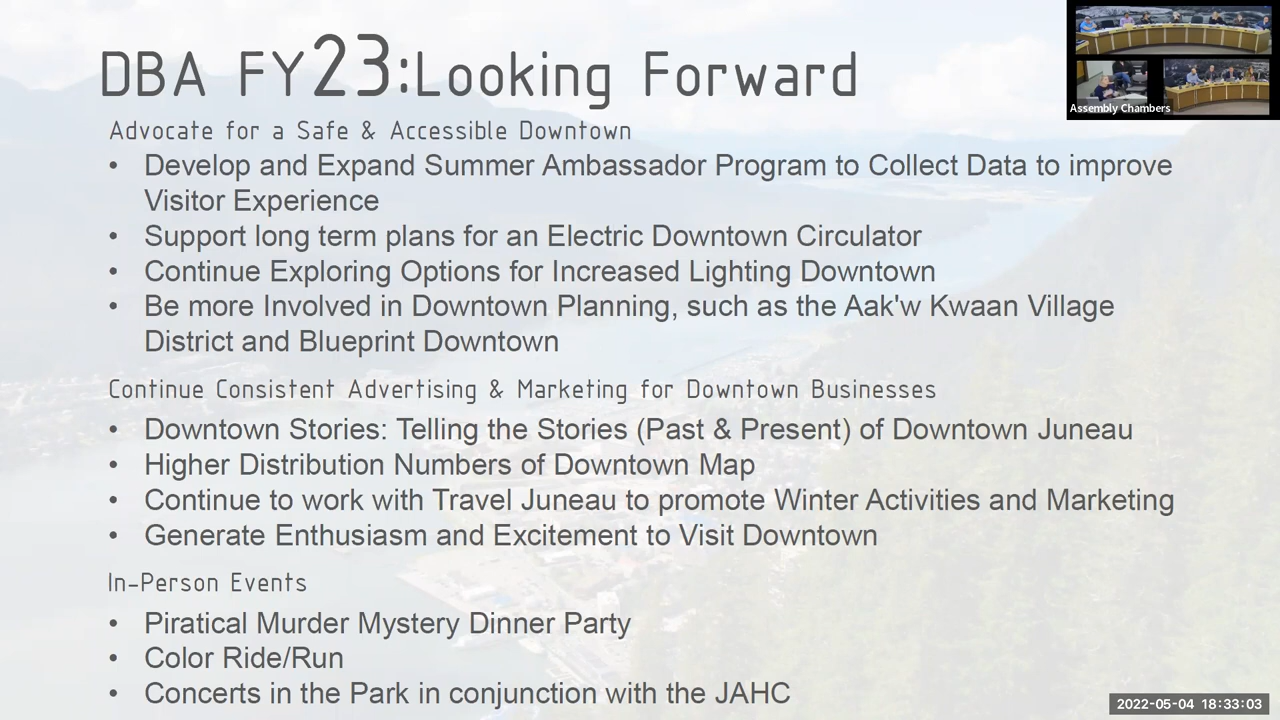 DBA FY23:Looking Forward
Assembly Chambers
Advocate for a Safe & Accessible Downtown
• Develop and Expand Summer Ambassador Program to Collect Data to improve
Visitor Experience
• Support long term plans for an Electric Downtown Circulator
• Continue Exploring Options for Increased Lighting Downtown
• Be more Involved in Downtown Planning, such as the Aak'w Kwaan Village
District and Blueprint Downtown
Continue Consistent Advertising & Marketing for Downtown Businesses
• Downtown Stories: Telling the Stories (Past & Present) of Downtown Juneau
• Higher Distribution Numbers of Downtown Map
• Continue to work with Travel Juneau to promote Winter Activities and Marketing
• Generate Enthusiasm and Excitement to Visit Downtown
In-Person Events
• Piratical Murder Mystery Dinner Party
• Color Ride/Run
• Concerts in the Park in conjunction with the JAHC
2022-05-04 18:33:03